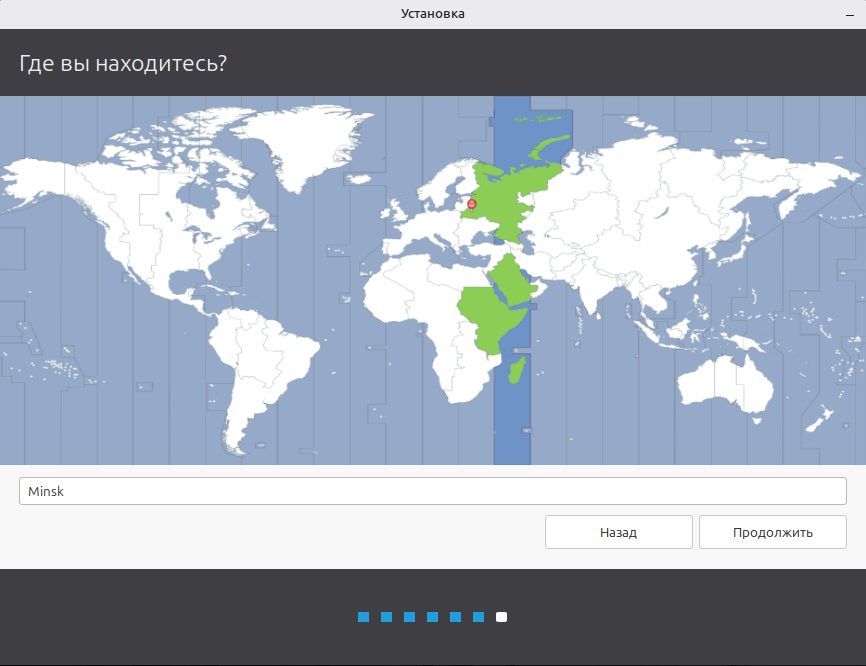 Установка
Где вы находитесь?
Minsk
Назад
Продолжить